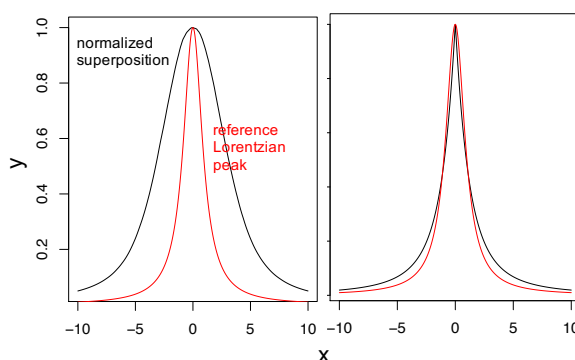 normalized
superposition
reference
Lorentzian
peak
y
1.0
0.8
0.6
0.4
0.2
−10 −5 0 5 10
−10 −5 0 5 10
x